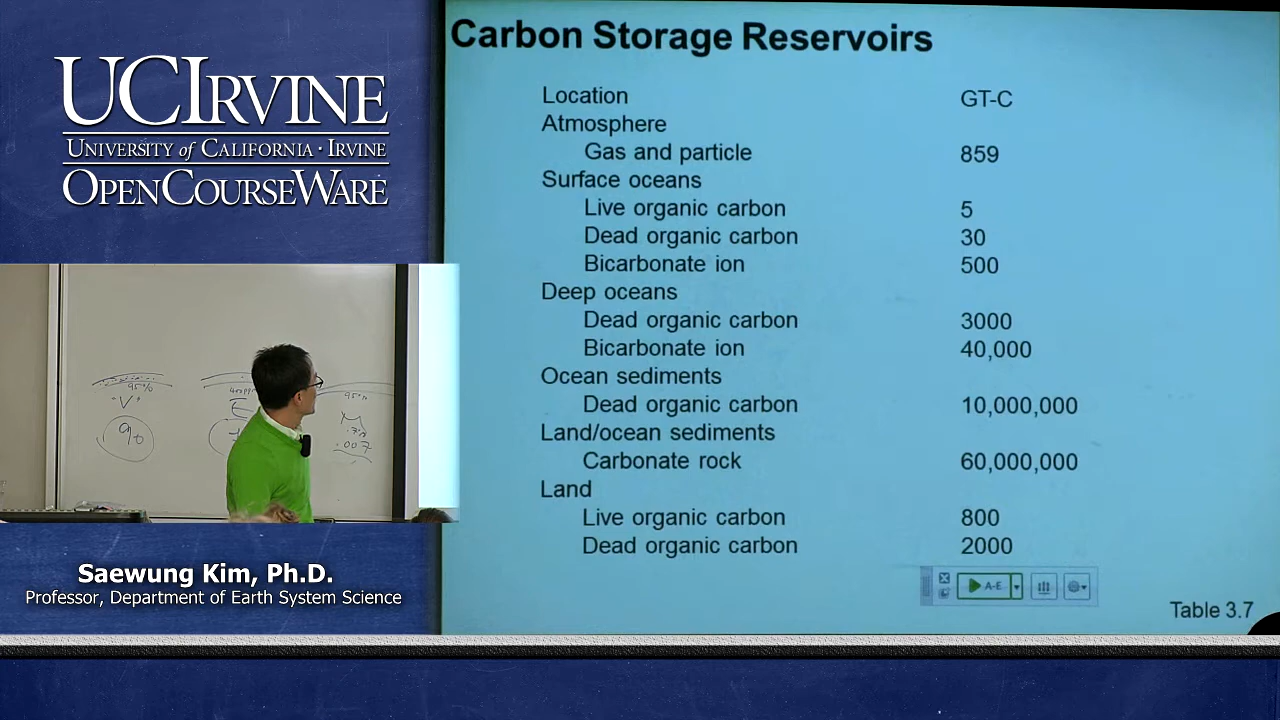 UCIRVINE
UNIVERSITY of CALIFORNIA · IRVINE
OPENCOURSEWARE
95%
"V"
%
400PP
E
95%
M
.007
Saewung Kim, Ph.D.
Professor, Department of Earth System Science
Carbon Storage Reservoirs
Location GT-C
Atmosphere
Gas and particle 859
Surface oceans
Live organic carbon 5
Dead organic carbon 30
Bicarbonate ion 500
Deep oceans
Dead organic carbon 3000
Bicarbonate ion 40,000
Ocean sediments
Dead organic carbon 10,000,000
Land/ocean sediments
Carbonate rock 60,000,000
Land
Live organic carbon 800
Dead organic carbon 2000
A-E
Table 3.7